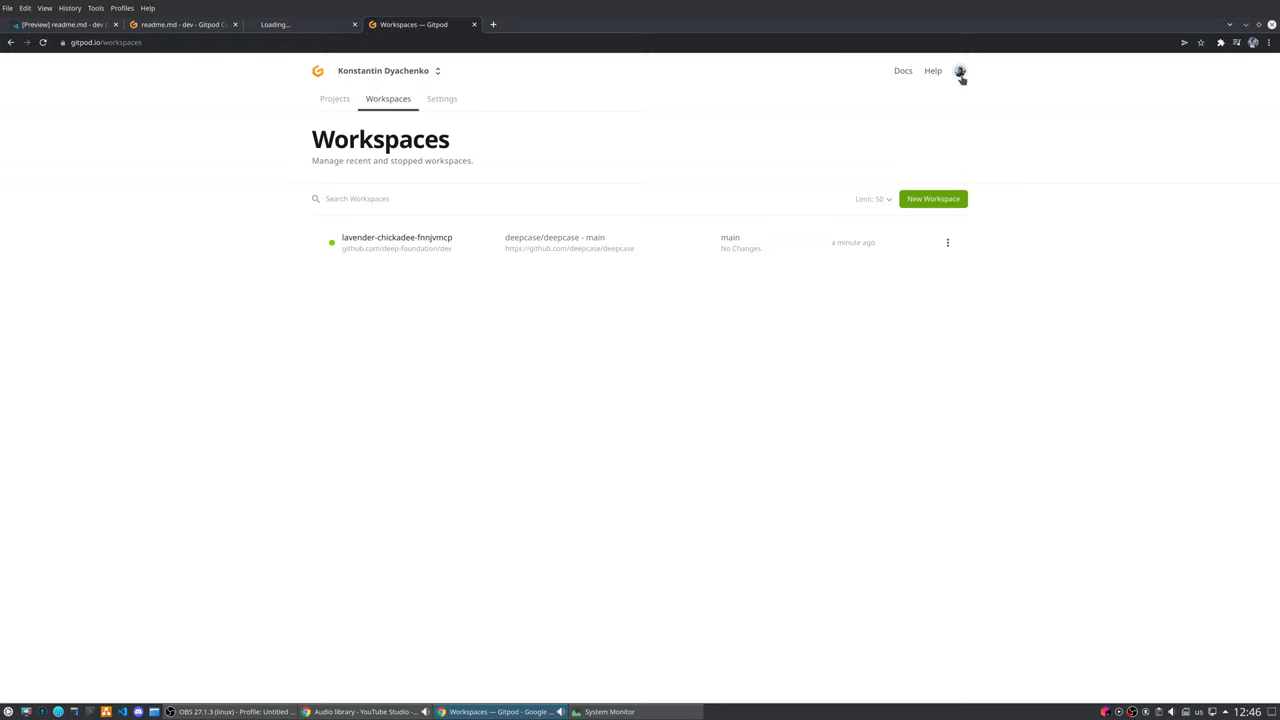 File Edit View History Tools Profiles Help
[Preview] readme.md - dev
readme.md - dev - Gitpod C
Loading...
Workspaces — Gitpod
gitpod.io/workspaces
Konstantin Dyachenko
Docs Help
Projects Workspaces Settings
Workspaces
Manage recent and stopped workspaces.
Search Workspaces
Limit: 50
New Workspace
lavender-chickadee-fnnjvmcp
github.com/deep-foundation/dev
deepcase/deepcase - main
https://github.com/deepcase/deepcase
main
No Changes
a minute ago
OBS 27.1.3 (linux) - Profile: Untitled ...
Audio library - YouTube Studio -...
Workspaces — Gitpod - Google ...
System Monitor
us
12:46